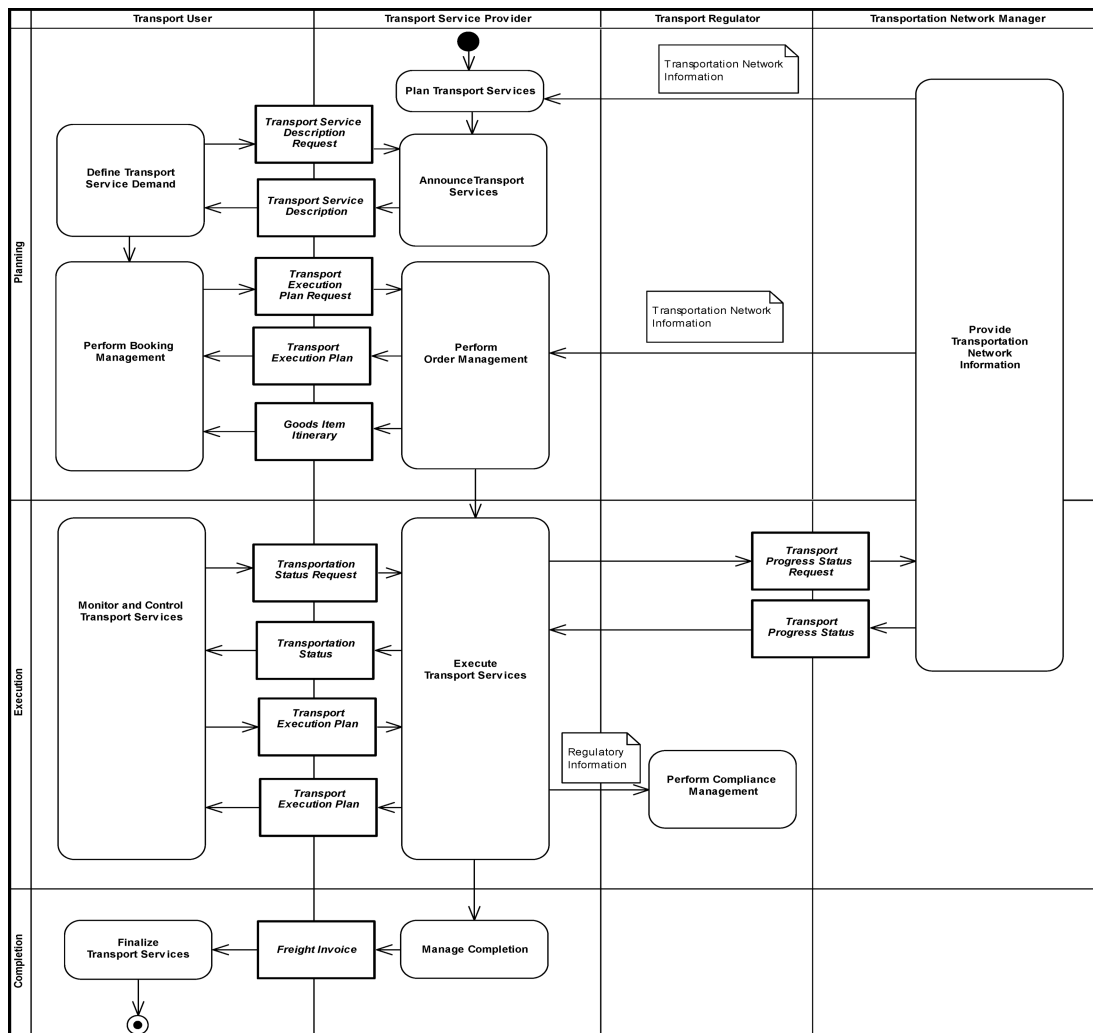 Transport User
Transport Service Provider
Transport Regulator
Transportation Network Manager
Planning
Plan Transport Services
Transportation Network
Information
Transport Service
Description
Request
Define Transport
Service Demand
AnnounceTransport
Services
Transport Service
Description
Transport
Execution
Plan Request
Transportation Network
Information
Perform Booking
Management
Transport
Execution Plan
Perform
Order Management
Provide
Transportation
Network
Information
Goods Item
Itinerary
Execution
Transportation
Status Request
Transport
Progress Status
Request
Monitor and Control
Transport Services
Transportation
Status
Transport
Progress Status
Execute
Transport Services
Transport
Execution Plan
Regulatory
Information
Transport
Execution Plan
Perform Compliance
Management
Completion
Finalize
Transport Services
Freight Invoice
Manage Completion